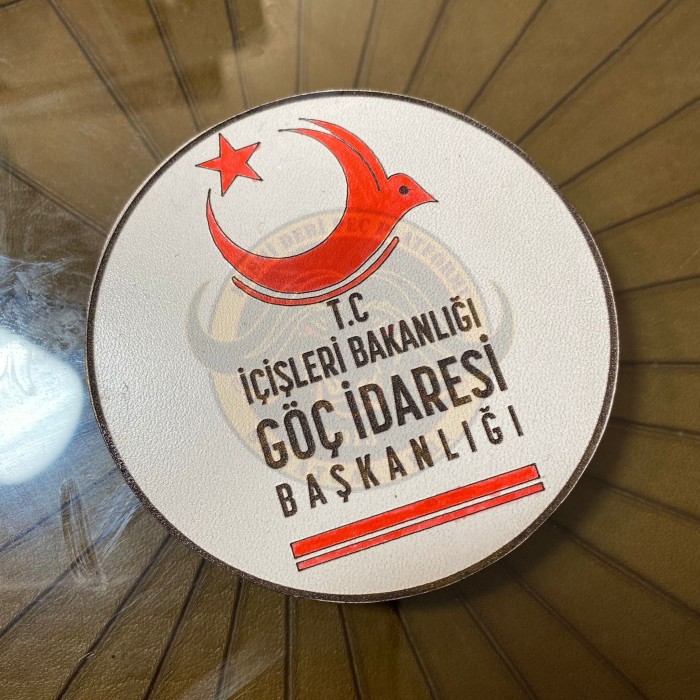 T.C
İÇİŞLERİ BAKANLIĞI
GÖÇ İDARESİ
BAŞKANLIĞI